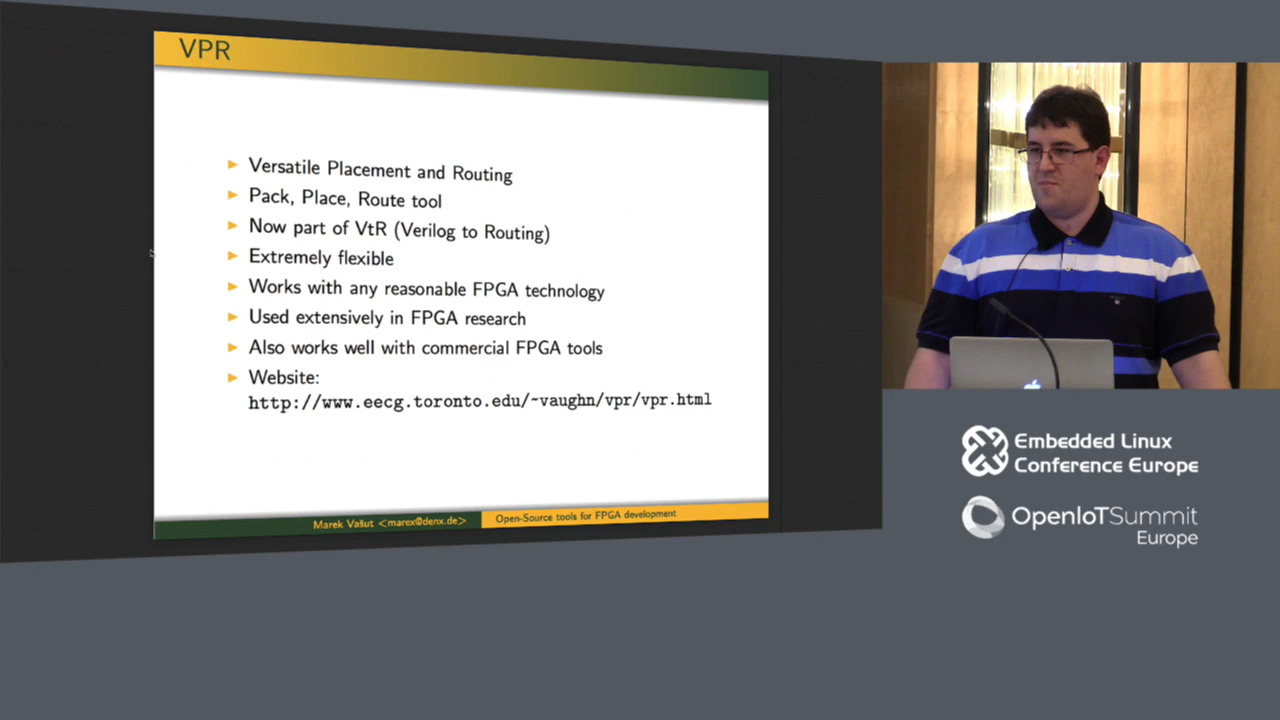 VPR
Versatile Placement and Routing
Pack, Place, Route tool
Now part of VtR (Verilog to Routing)
Extremely flexible
Works with any reasonable FPGA technology
Used extensively in FPGA research
Also works well with commercial FPGA tools
Website:
http://www.eecg.toronto.edu/~vaughn/vpr/vpr.html
Marek Vašut <marex@denx.de>
Open-Source tools for FPGA development
Embedded Linux
Conference Europe
OpenIoTSummit
Europe